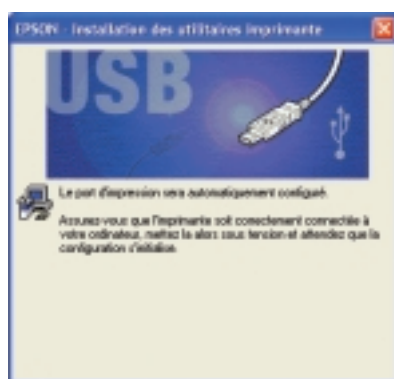 EPSON - Installation des utilitaires imprimante
USB
Le port d'impression sera automatiquement configuré.
Assurez-vous que l'imprimante soit correctement connectée à
votre ordinateur, mettez la alors sous tension et attendez que la
configuration s'initialise.